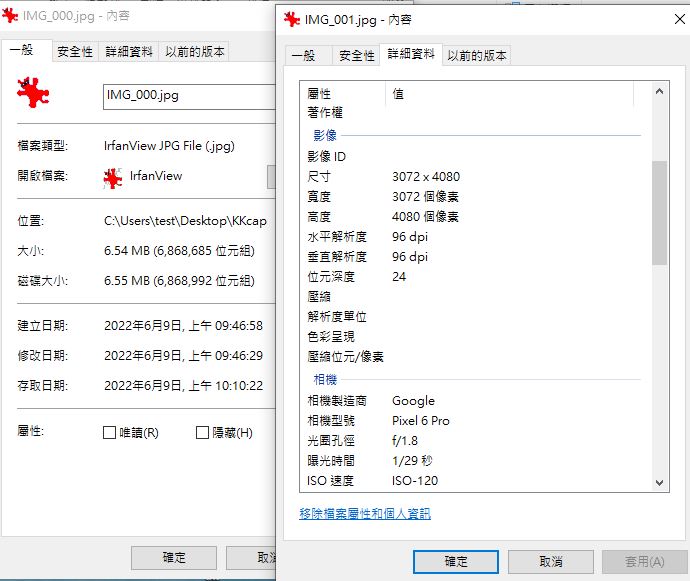 IMG_000.jpg - 內容
一般 安全性 詳細資料 以前的版本
IMG_000.jpg
檔案類型: IrfanView JPG File (.jpg)
開啟檔案: IrfanView
位置: C:\Users\test\Desktop\KKcap
大小: 6.54 MB (6,868,685 位元組)
磁碟大小: 6.55 MB (6,868,992 位元組)
建立日期: 2022年6月9日, 上午 09:46:58
修改日期: 2022年6月9日, 上午 09:46:29
存取日期: 2022年6月9日, 上午 10:10:22
屬性: 唯讀(R) 隱藏(H)
確定 取消
IMG_001.jpg - 內容
一般 安全性 詳細資料 以前的版本
屬性 值
著作權
影像
影像 ID
尺寸 3072 x 4080
寬度 3072 個像素
高度 4080 個像素
水平解析度 96 dpi
垂直解析度 96 dpi
位元深度 24
壓縮
解析度單位
色彩呈現
壓縮位元/像素
相機
相機製造商 Google
相機型號 Pixel 6 Pro
光圈孔徑 f/1.8
曝光時間 1/29 秒
ISO 速度 ISO-120
移除檔案屬性和個人資訊
確定 取消 套用(A)